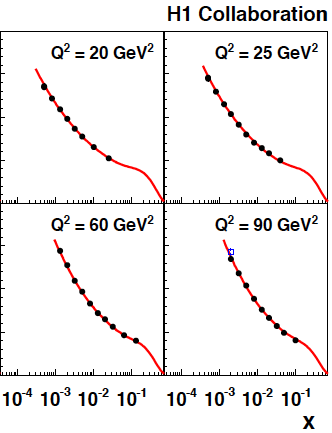 H1 Collaboration
Q² = 20 GeV² Q² = 25 GeV²
Q² = 60 GeV² Q² = 90 GeV²
10⁻⁴ 10⁻³ 10⁻² 10⁻¹ 10⁻⁴ 10⁻³ 10⁻² 10⁻¹
x